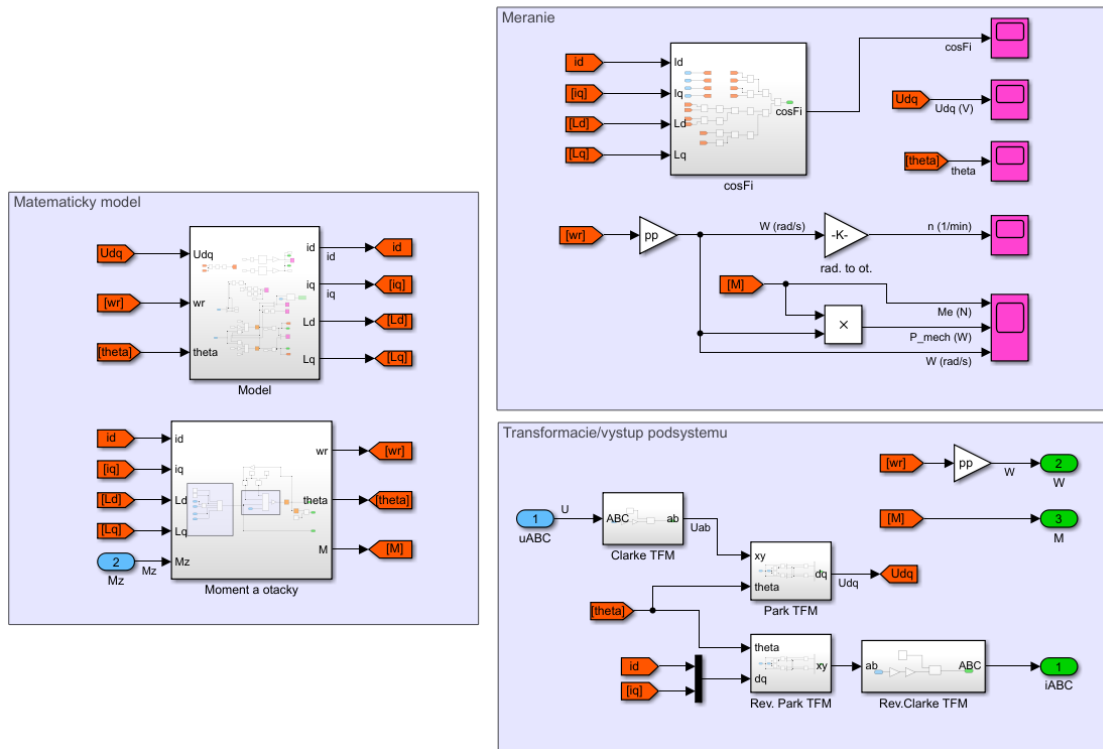 Meranie
id
[iq]
[Ld]
[Lq]
Id
Iq
Ld
Lq
cosFi
cosFi
cosFi
Udq
Udq (V)
[theta]
theta
[wr]
pp
W (rad/s)
-K-
rad. to ot.
n (1/min)
[M]
×
Me (N)
P_mech (W)
W (rad/s)
Matematicky model
Udq
[wr]
[theta]
Udq
wr
theta
id
iq
Ld
Lq
id
iq
id
[iq]
[Ld]
[Lq]
Model
id
[iq]
[Ld]
[Lq]
2
Mz
Mz
id
iq
Ld
Lq
Mz
wr
theta
M
[wr]
[theta]
[M]
Moment a otacky
Transformacie/vystup podsystemu
[wr]
pp
W
2
W
[M]
3
M
1
uABC
U
ABC
ab
Clarke TFM
Uab
xy
theta
dq
Park TFM
Udq
Udq
[theta]
id
[iq]
theta
dq
xy
Rev. Park TFM
ab
ABC
Rev.Clarke TFM
1
iABC